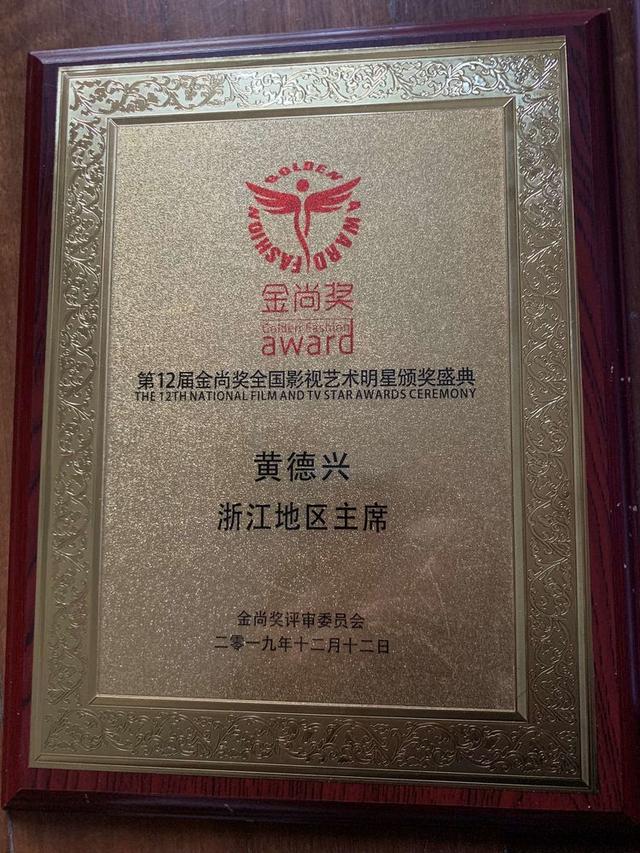 GOLDEN FASHION AWARD
金尚奖
Golden Fashion
award
第12届金尚奖全国影视艺术明星颁奖盛典
THE 12TH NATIONAL FILM AND TV STAR AWARDS CEREMONY
黄德兴
浙江地区主席
金尚奖评审委员会
二零一九年十二月十二日